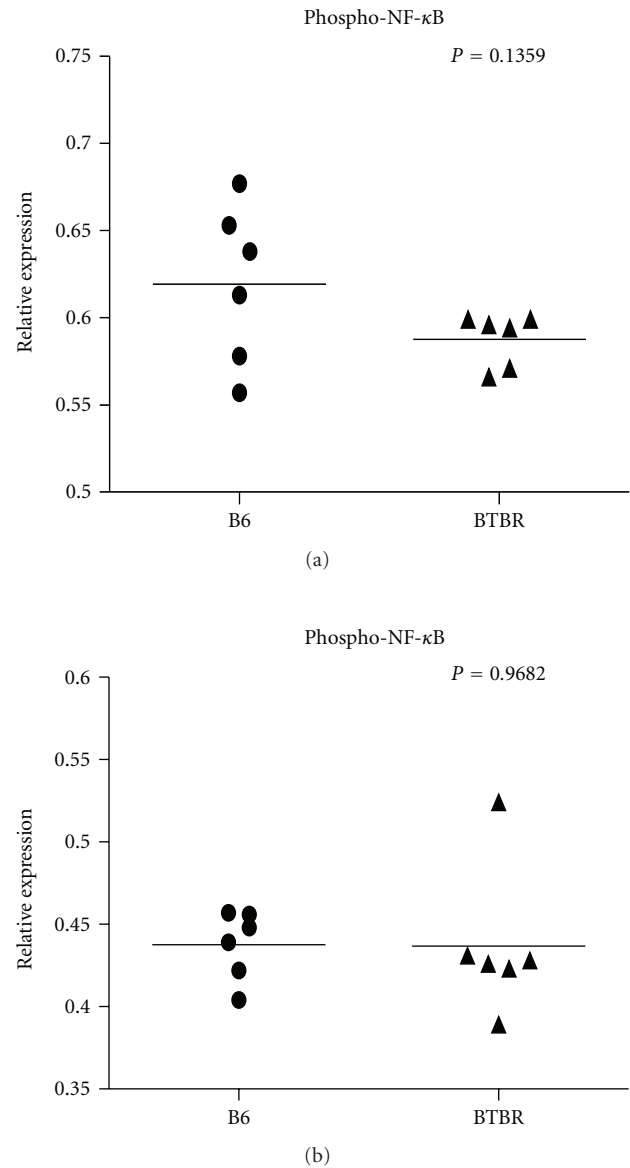 Phospho-NF-κB
P = 0.1359
0.75
0.7
0.65
0.6
0.55
0.5
Relative expression
B6
BTBR
(a)
Phospho-NF-κB
P = 0.9682
0.6
0.55
0.5
0.45
0.4
0.35
Relative expression
B6
BTBR
(b)